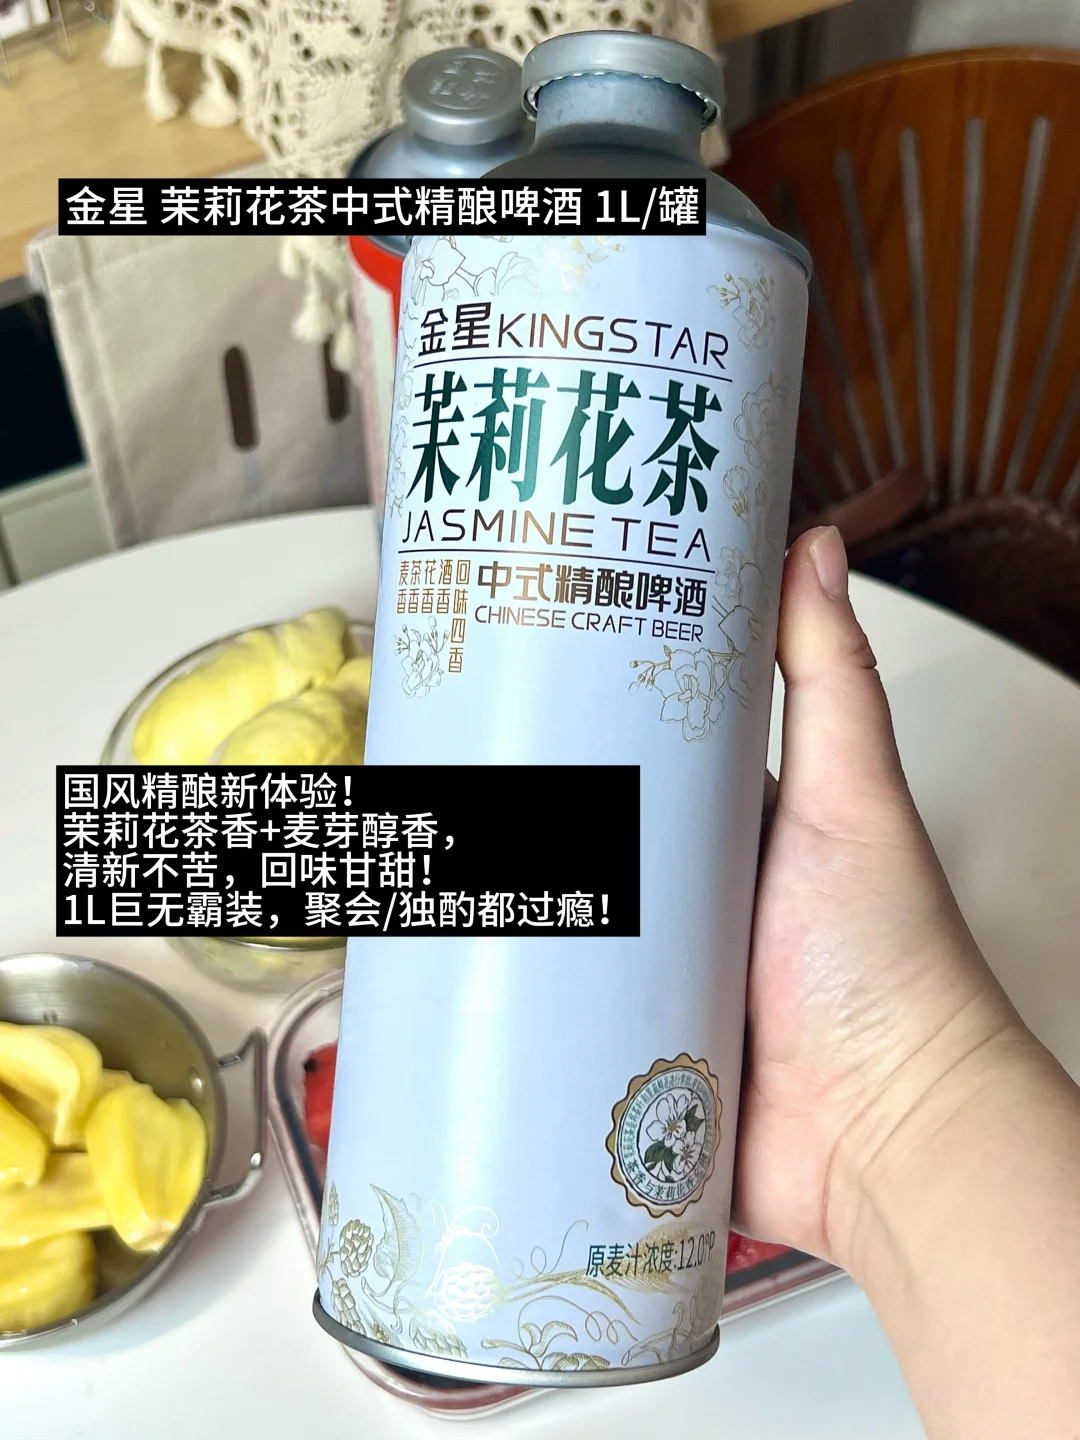 金星 茉莉花茶中式精酿啤酒 1L/罐
金星KINGSTAR
茉莉花茶
JASMINE TEA
麦香
茶香
花香
酒香
回味四香
中式精酿啤酒
CHINESE CRAFT BEER
国风精酿新体验！
茉莉花茶香+麦芽醇香，
清新不苦，回味甘甜！
1L巨无霸装，聚会/独酌都过瘾！
原麦汁浓度:12.0°P